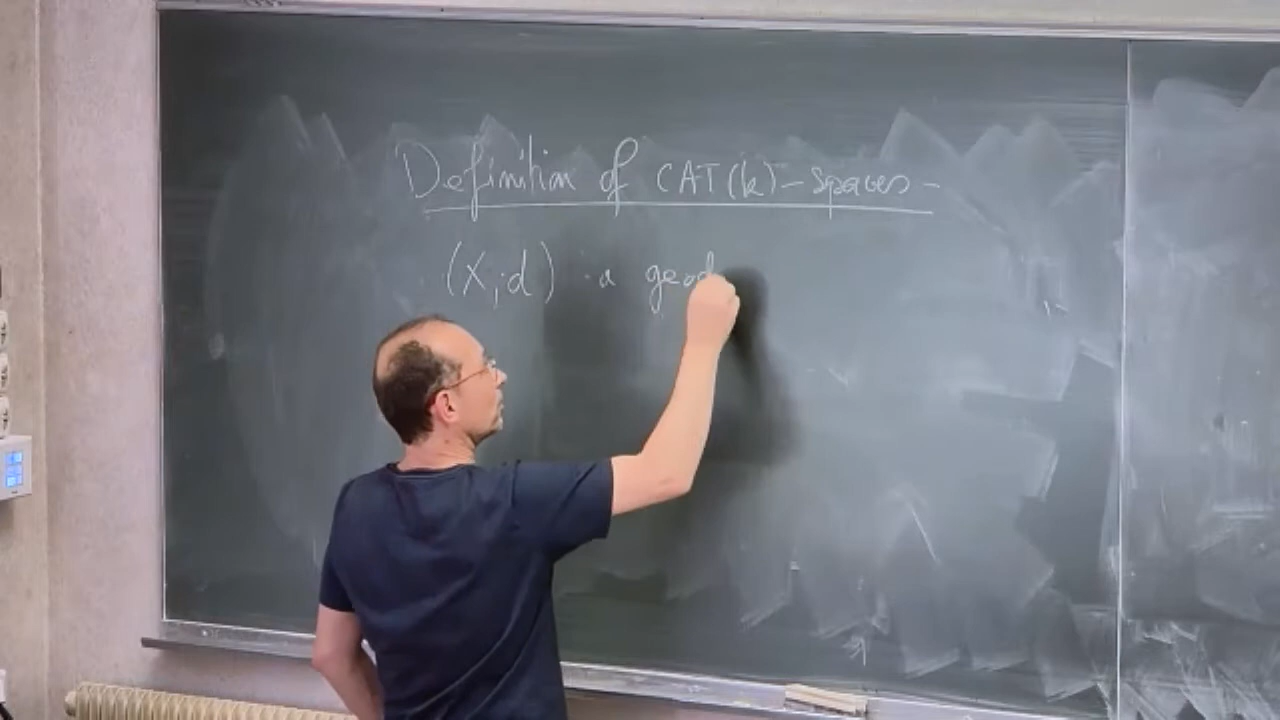 Definition of CAT(k)-spaces-
(X,d) a geod